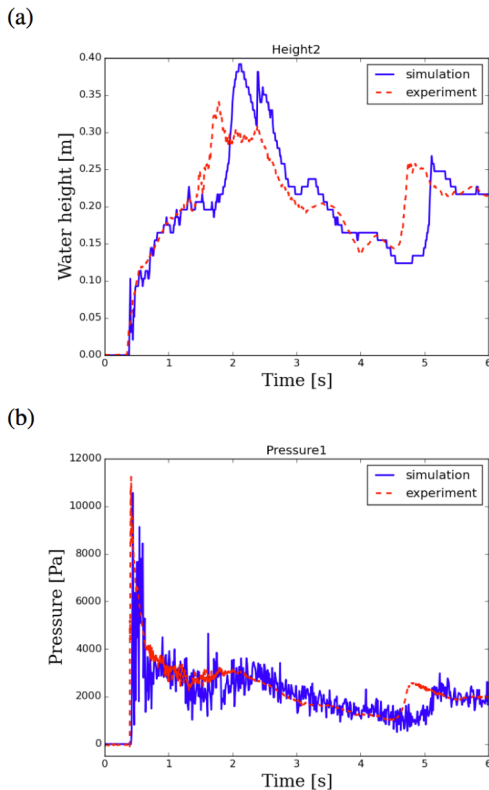 (a)
Height2
simulation
experiment
0.40
0.35
0.30
0.25
0.20
0.15
0.10
0.05
0.00
Water height [m]
0 1 2 3 4 5 6
Time [s]
(b)
Pressure1
simulation
experiment
12000
10000
8000
6000
4000
2000
0
Pressure [Pa]
0 1 2 3 4 5 6
Time [s]